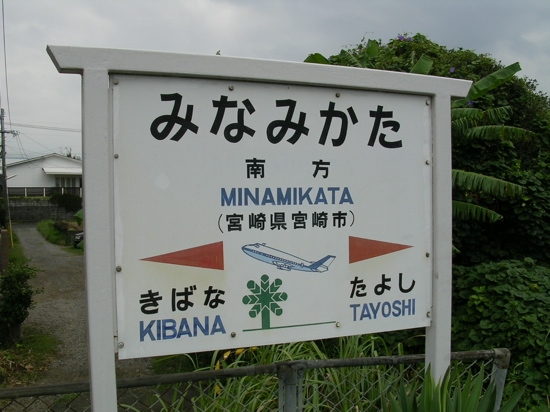 みなみかた
南方
MINAMIKATA
(宮崎県宮崎市)
きばな たよし
KIBANA TAYOSHI